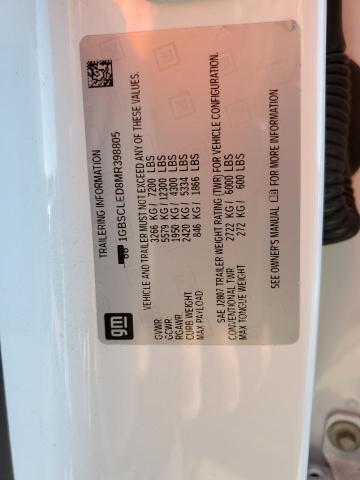 TRAILERING INFORMATION
1GBSCLED8MR398805
VEHICLE AND TRAILER MUST NOT EXCEED ANY OF THESE VALUES.
GVWR 3266 KG/ 7200 LBS
GCWR 5579 KG/12300 LBS
RGAWR 1950 KG/ 4300 LBS
CURB WEIGHT 2420 KG/ 5334 LBS
MAX PAYLOAD: 846 KG/ 1866 LBS
SAE J2807 TRAILER WEIGHT RATING (TWR) FOR VEHICLE CONFIGURATION.
CONVENTIONAL TWR 2722 KG/ 6000 LBS
MAX TONGUE WEIGHT 272 KG/ 600 LBS
SEE OWNER'S MANUAL FOR MORE INFORMATION
gm